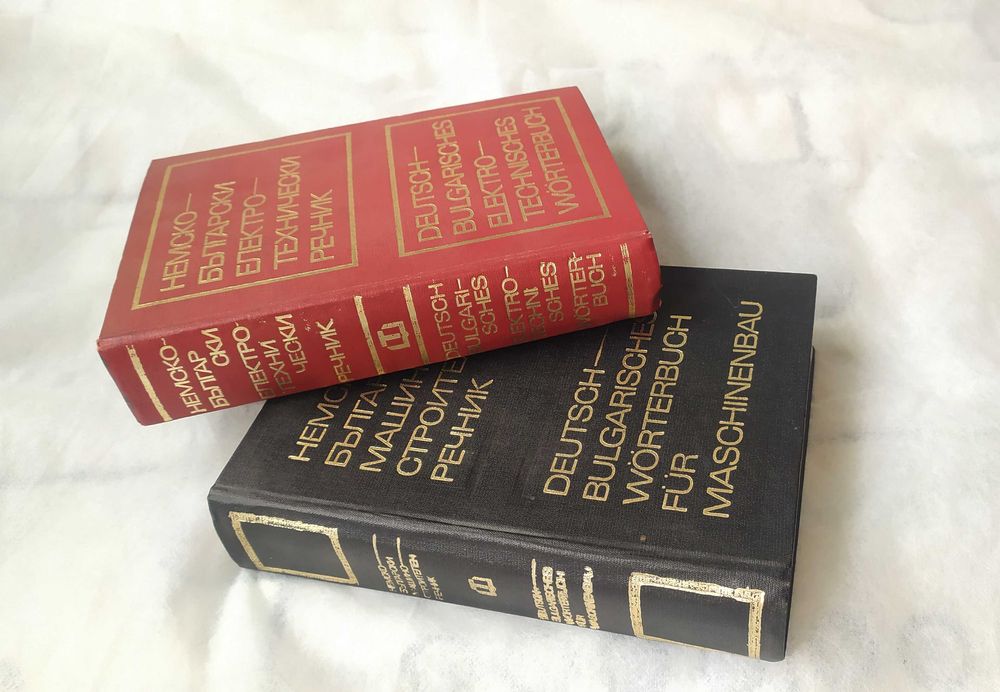 НЕМСКО—
БЪЛГАРСКИ
ЕЛЕКТРО—
ТЕХНИЧЕСКИ
РЕЧНИК
DEUTSCH—
BULGARISCHES
ELEKTRO—
TECHNISCHES
WÖRTERBUCH
НЕМСКО-
БЪЛГАР
СКИ
ЕЛЕКТРО-
ТЕХНИ
ЧЕСКИ
РЕЧНИК
DEUTSCH
BULGARI-
SCHES
ELEKTRO-
TECHNI
SCHES
WÖRTER-
BUCH
РЕЧНИК
DEUTSCH—
BULGARISCHES
WÖRTERBUCH
FÜR
MASCHINENBAU
FÜR